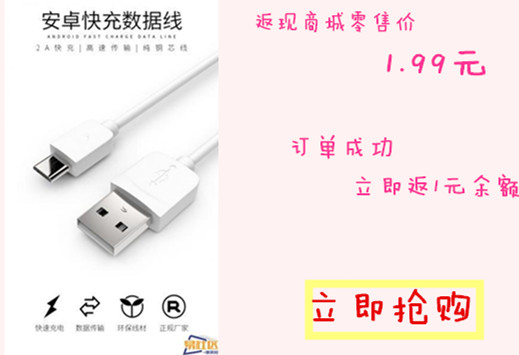 安卓快充数据线
ANDROID FAST CHARGE DATA LINE
2A快充|高速传输|纯铜芯线
快速充电 数据传输 环保线材 正规厂家
R
易社区
返现商城零售价
1.99元
订单成功
立即返1元余额
立即抢购